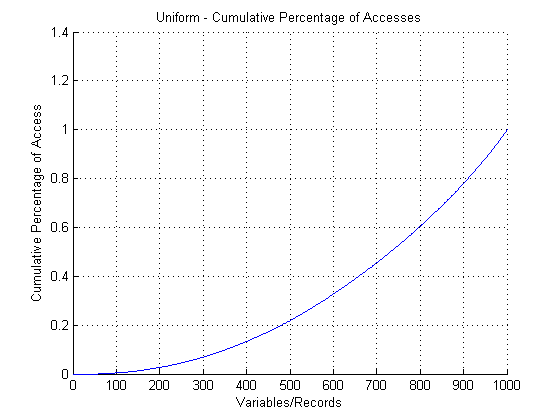 Uniform - Cumulative Percentage of Accesses
1.4
1.2
1
0.8
0.6
0.4
0.2
0
Cumulative Percentage of Access
0 100 200 300 400 500 600 700 800 900 1000
Variables/Records